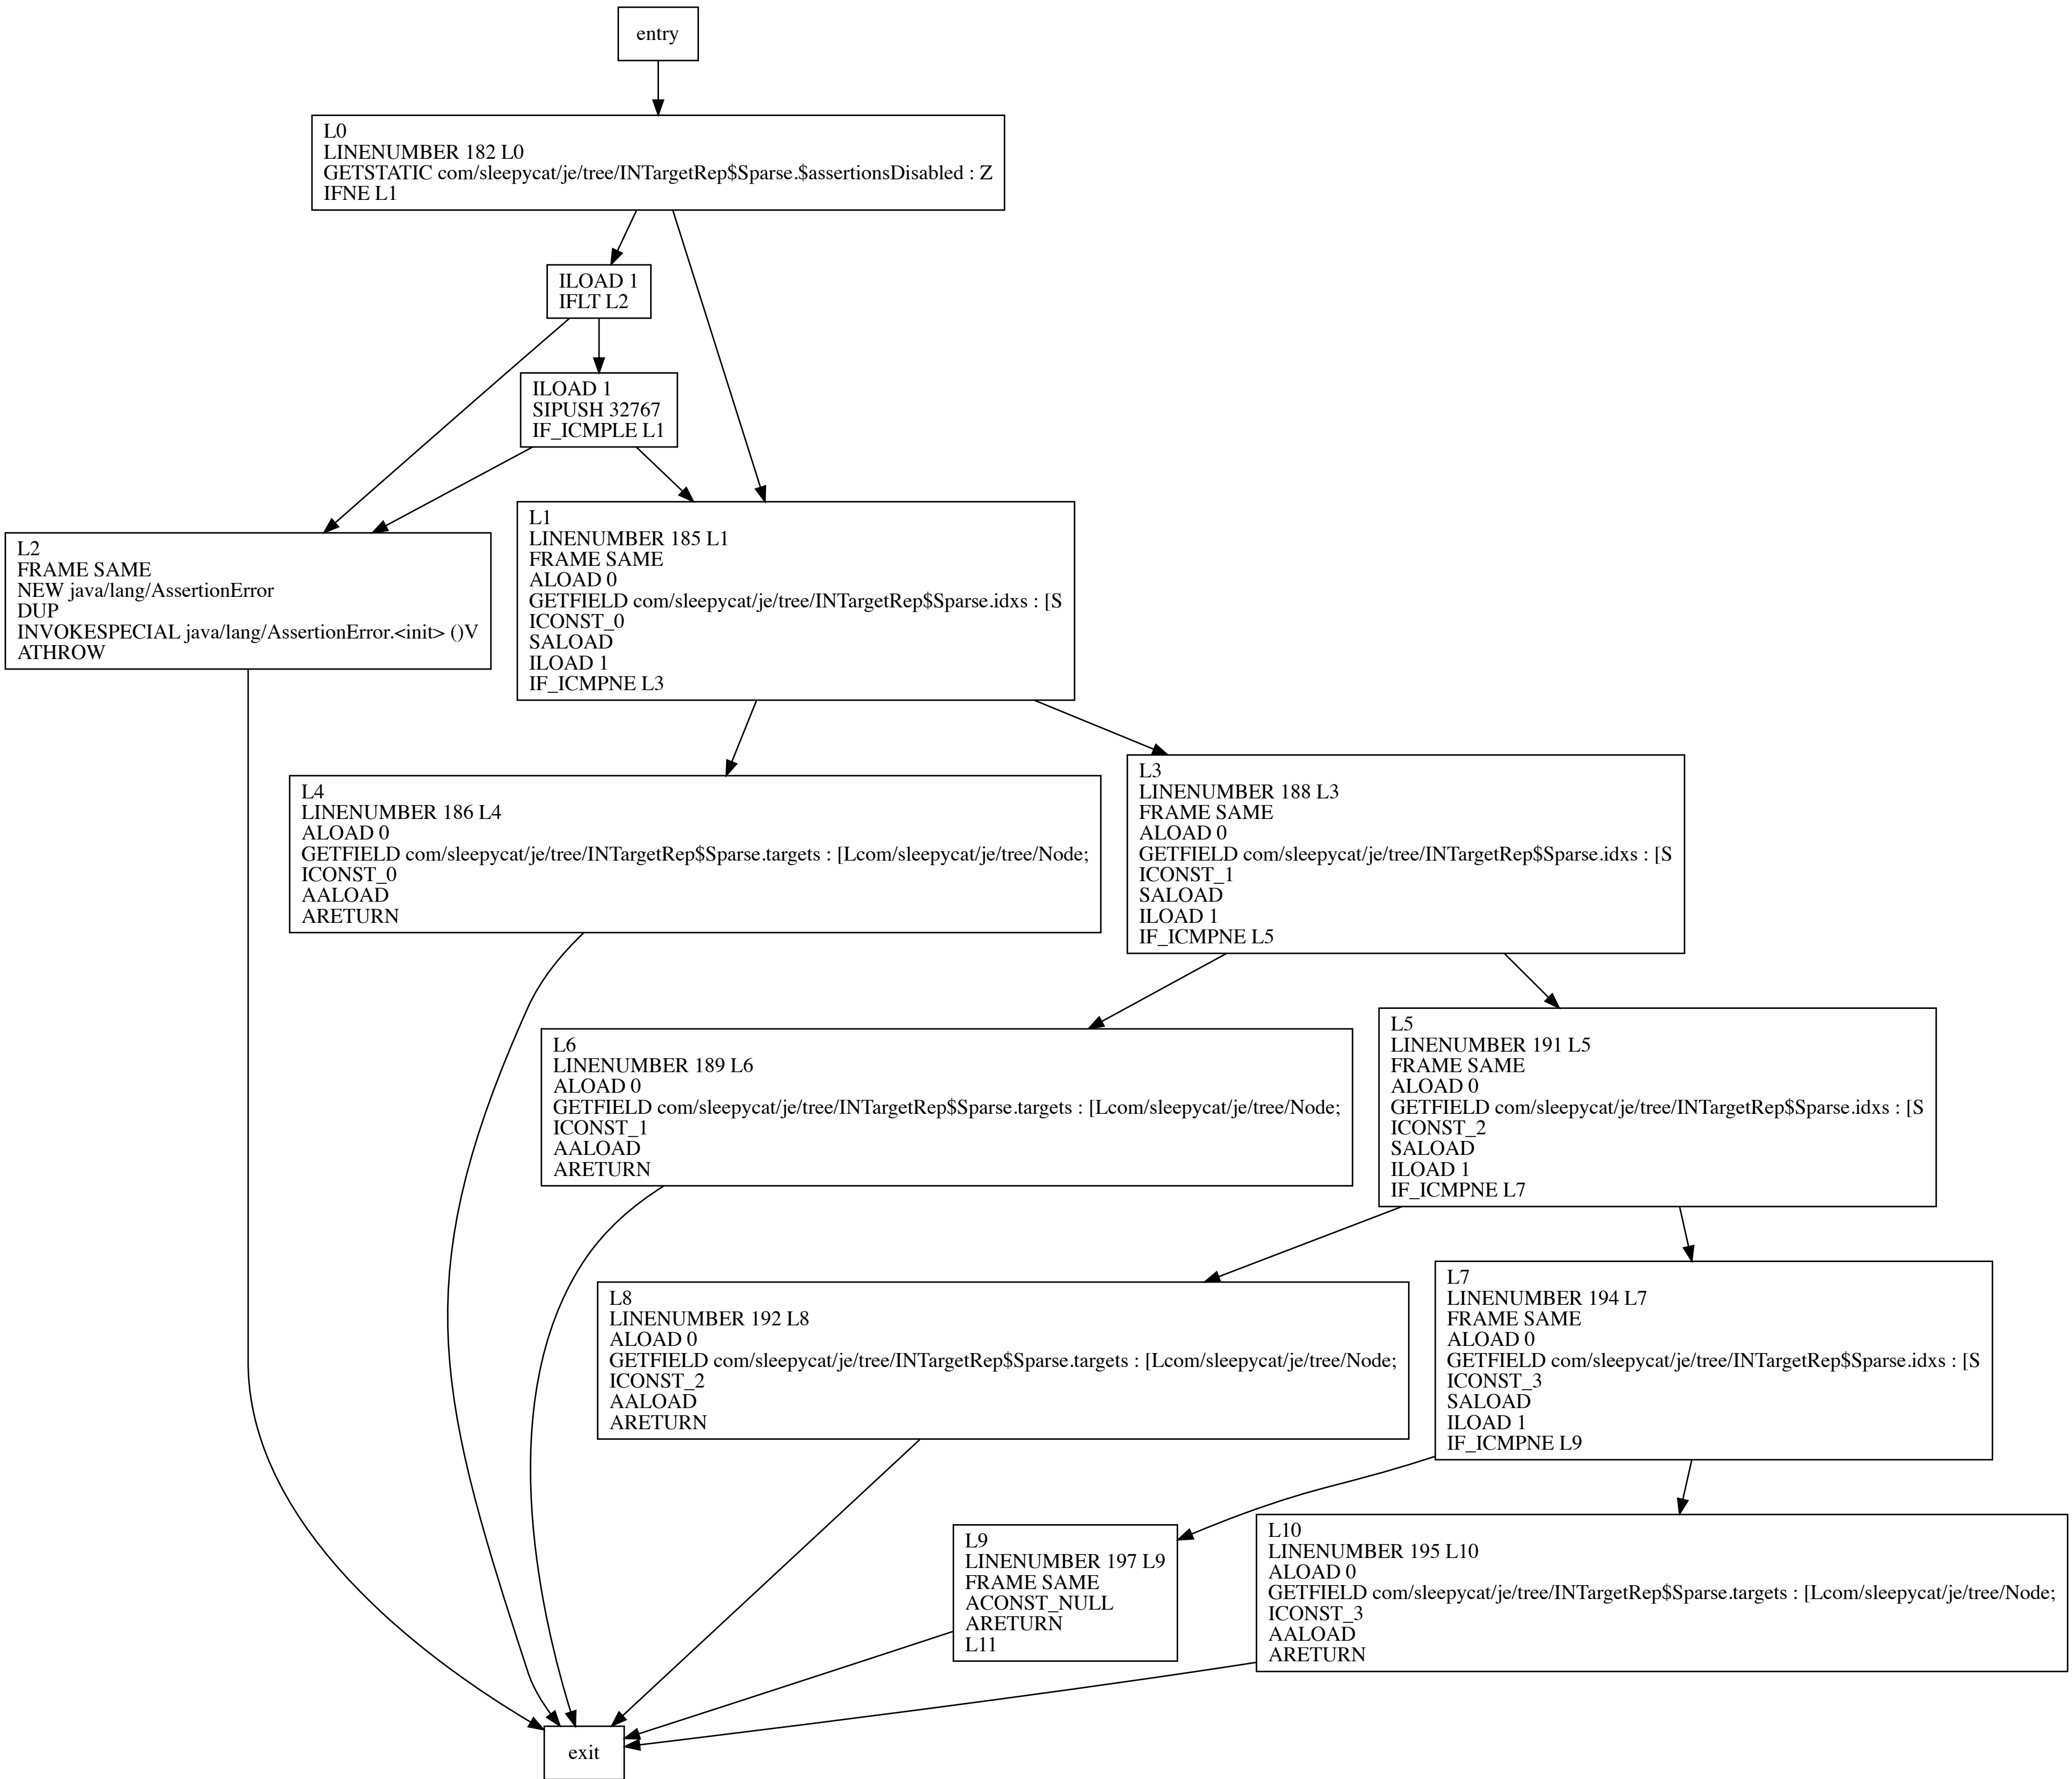 entry
L0
LINENUMBER 182 L0
GETSTATIC com/sleepycat/je/tree/INTargetRep$Sparse.$assertionsDisabled : Z
IFNE L1
ILOAD 1
IFLT L2
ILOAD 1
SIPUSH 32767
IF_ICMPLE L1
L2
FRAME SAME
NEW java/lang/AssertionError
DUP
INVOKESPECIAL java/lang/AssertionError.<init> ()V
ATHROW
L1
LINENUMBER 185 L1
FRAME SAME
ALOAD 0
GETFIELD com/sleepycat/je/tree/INTargetRep$Sparse.idxs : [S
ICONST_0
SALOAD
ILOAD 1
IF_ICMPNE L3
L4
LINENUMBER 186 L4
ALOAD 0
GETFIELD com/sleepycat/je/tree/INTargetRep$Sparse.targets : [Lcom/sleepycat/je/tree/Node;
ICONST_0
AALOAD
ARETURN
L3
LINENUMBER 188 L3
FRAME SAME
ALOAD 0
GETFIELD com/sleepycat/je/tree/INTargetRep$Sparse.idxs : [S
ICONST_1
SALOAD
ILOAD 1
IF_ICMPNE L5
L6
LINENUMBER 189 L6
ALOAD 0
GETFIELD com/sleepycat/je/tree/INTargetRep$Sparse.targets : [Lcom/sleepycat/je/tree/Node;
ICONST_1
AALOAD
ARETURN
L5
LINENUMBER 191 L5
FRAME SAME
ALOAD 0
GETFIELD com/sleepycat/je/tree/INTargetRep$Sparse.idxs : [S
ICONST_2
SALOAD
ILOAD 1
IF_ICMPNE L7
L8
LINENUMBER 192 L8
ALOAD 0
GETFIELD com/sleepycat/je/tree/INTargetRep$Sparse.targets : [Lcom/sleepycat/je/tree/Node;
ICONST_2
AALOAD
ARETURN
L7
LINENUMBER 194 L7
FRAME SAME
ALOAD 0
GETFIELD com/sleepycat/je/tree/INTargetRep$Sparse.idxs : [S
ICONST_3
SALOAD
ILOAD 1
IF_ICMPNE L9
L9
LINENUMBER 197 L9
FRAME SAME
ACONST_NULL
ARETURN
L11
L10
LINENUMBER 195 L10
ALOAD 0
GETFIELD com/sleepycat/je/tree/INTargetRep$Sparse.targets : [Lcom/sleepycat/je/tree/Node;
ICONST_3
AALOAD
ARETURN
exit